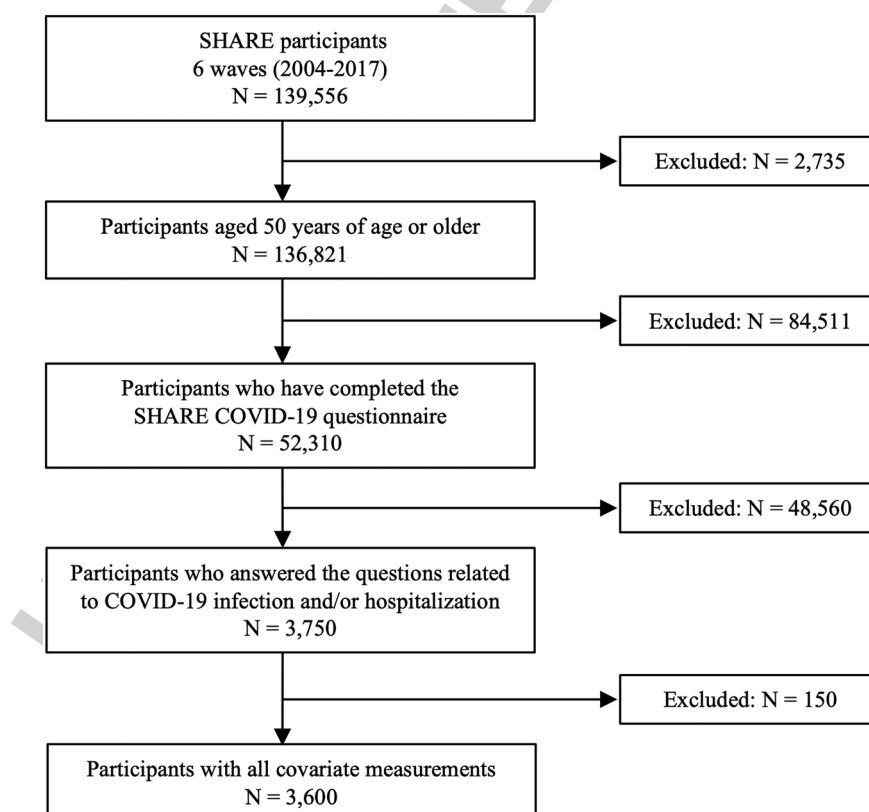 SHARE participants
6 waves (2004-2017)
N = 139,556
Excluded: N = 2,735
Participants aged 50 years of age or older
N = 136,821
Excluded: N = 84,511
Participants who have completed the
SHARE COVID-19 questionnaire
N = 52,310
Excluded: N = 48,560
Participants who answered the questions related
to COVID-19 infection and/or hospitalization
N = 3,750
Excluded: N = 150
Participants with all covariate measurements
N = 3,600